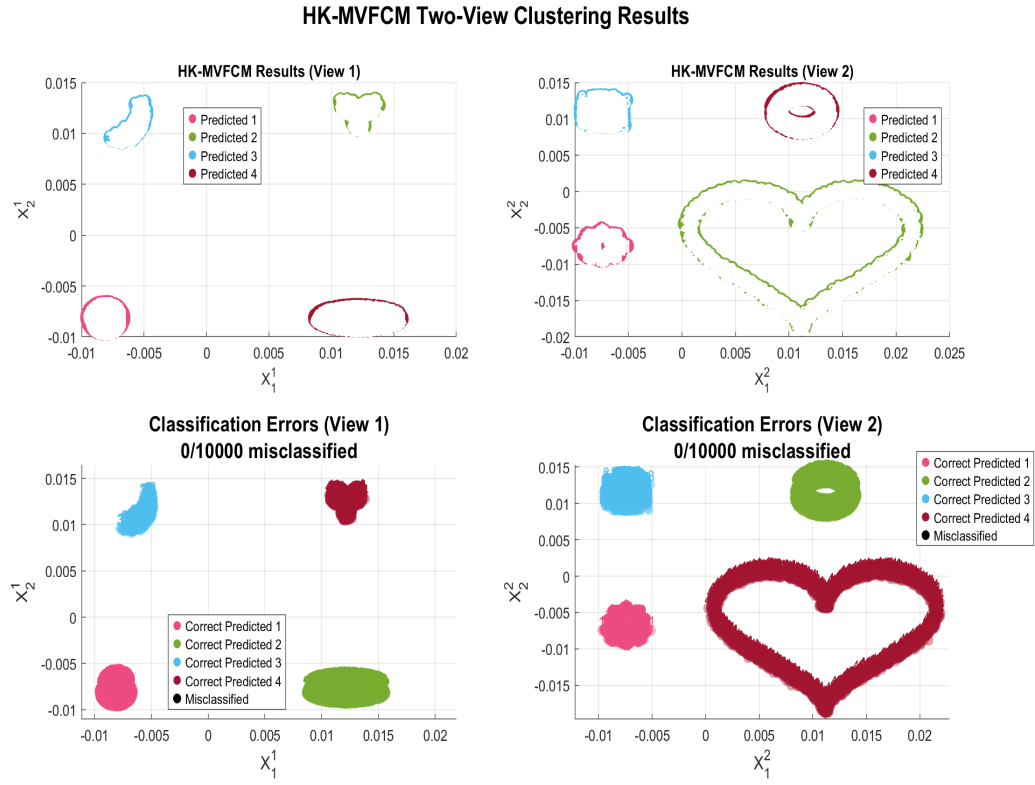 HK-MVFCM Two-View Clustering Results
HK-MVFCM Results (View 1)
0.015
0.01
0.005
0
-0.005
-0.01
-0.01 -0.005 0 0.005 0.01 0.015 0.02
X_2^1
X_1^1
Predicted 1
Predicted 2
Predicted 3
Predicted 4
HK-MVFCM Results (View 2)
0.015
0.01
0.005
0
-0.005
-0.01
-0.015
-0.02
-0.01 -0.005 0 0.005 0.01 0.015 0.02 0.025
X_2^2
X_1^2
Predicted 1
Predicted 2
Predicted 3
Predicted 4
Classification Errors (View 1)
0/10000 misclassified
0.015
0.01
0.005
0
-0.005
-0.01
-0.01 -0.005 0 0.005 0.01 0.015 0.02
X_2^1
X_1^1
Correct Predicted 1
Correct Predicted 2
Correct Predicted 3
Correct Predicted 4
Misclassified
Classification Errors (View 2)
0/10000 misclassified
0.015
0.01
0.005
0
-0.005
-0.01
-0.015
-0.01 -0.005 0 0.005 0.01 0.015 0.02
X_2^2
X_1^2
Correct Predicted 1
Correct Predicted 2
Correct Predicted 3
Correct Predicted 4
Misclassified